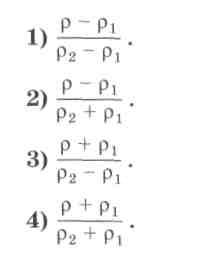 1) (ρ − ρ₁)/(ρ₂ − ρ₁) .
2) (ρ − ρ₁)/(ρ₂ + ρ₁) .
3) (ρ + ρ₁)/(ρ₂ − ρ₁) .
4) (ρ + ρ₁)/(ρ₂ + ρ₁) .